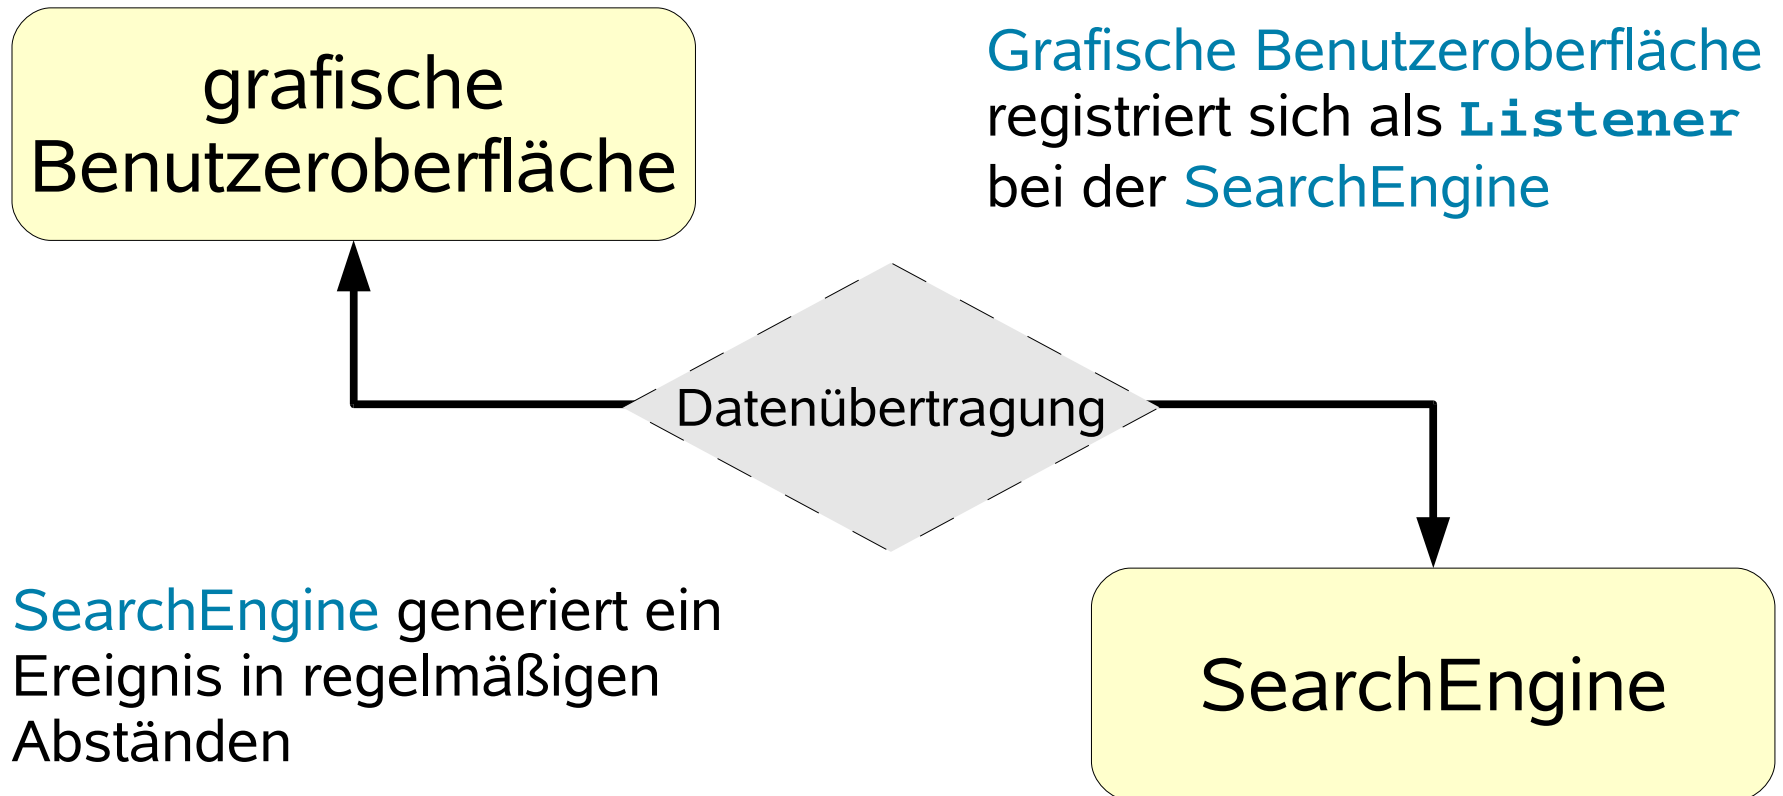 grafische
Benutzeroberfläche
Grafische Benutzeroberfläche
registriert sich als Listener
bei der SearchEngine
Datenübertragung
SearchEngine generiert ein
Ereignis in regelmäßigen
Abständen
SearchEngine